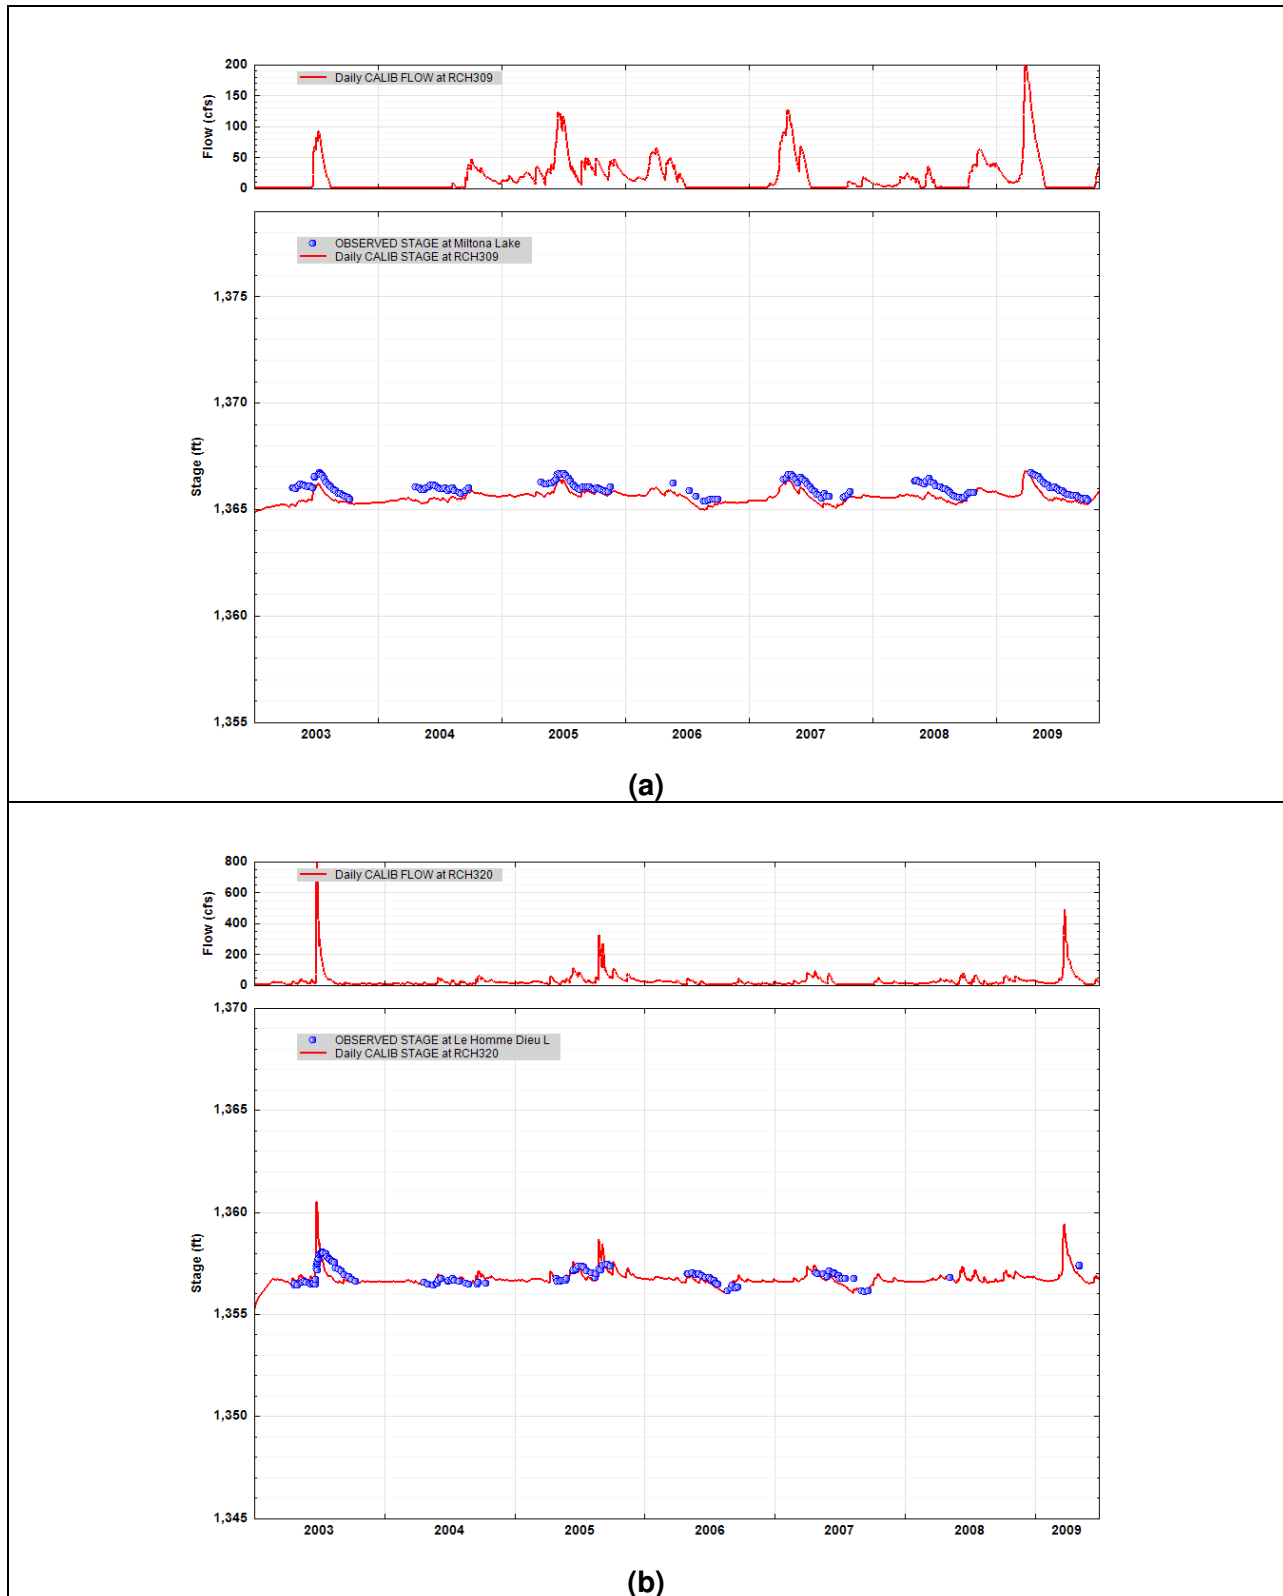 200
150
100
50
0
Flow (cfs)
Daily CALIB FLOW at RCH309
OBSERVED STAGE at Miltona Lake
Daily CALIB STAGE at RCH309
1,375
1,370
1,365
1,360
1,355
Stage (ft)
2003 2004 2005 2006 2007 2008 2009
(a)
800
600
400
200
0
Flow (cfs)
Daily CALIB FLOW at RCH320
1,370
OBSERVED STAGE at Le Homme Dieu L
Daily CALIB STAGE at RCH320
1,365
1,360
1,355
1,350
1,345
Stage (ft)
2003 2004 2005 2006 2007 2008 2009
(b)